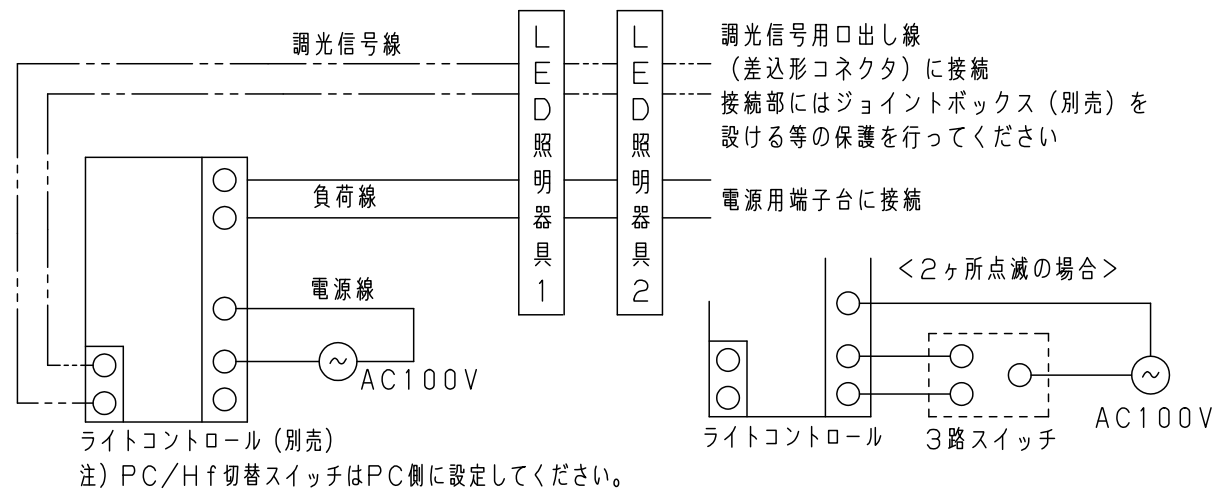 調光信号線
LED照明器具1
LED照明器具2
調光信号用口出し線
(差込形コネクタ)に接続
接続部にはジョイントボックス(別売)を
設ける等の保護を行ってください
負荷線
電源用端子台に接続
電源線
AC100V
ライトコントロール(別売)
注)PC/Hf切替スイッチはPC側に設定してください。
<2ヶ所点滅の場合>
AC100V
ライトコントロール
3路スイッチ